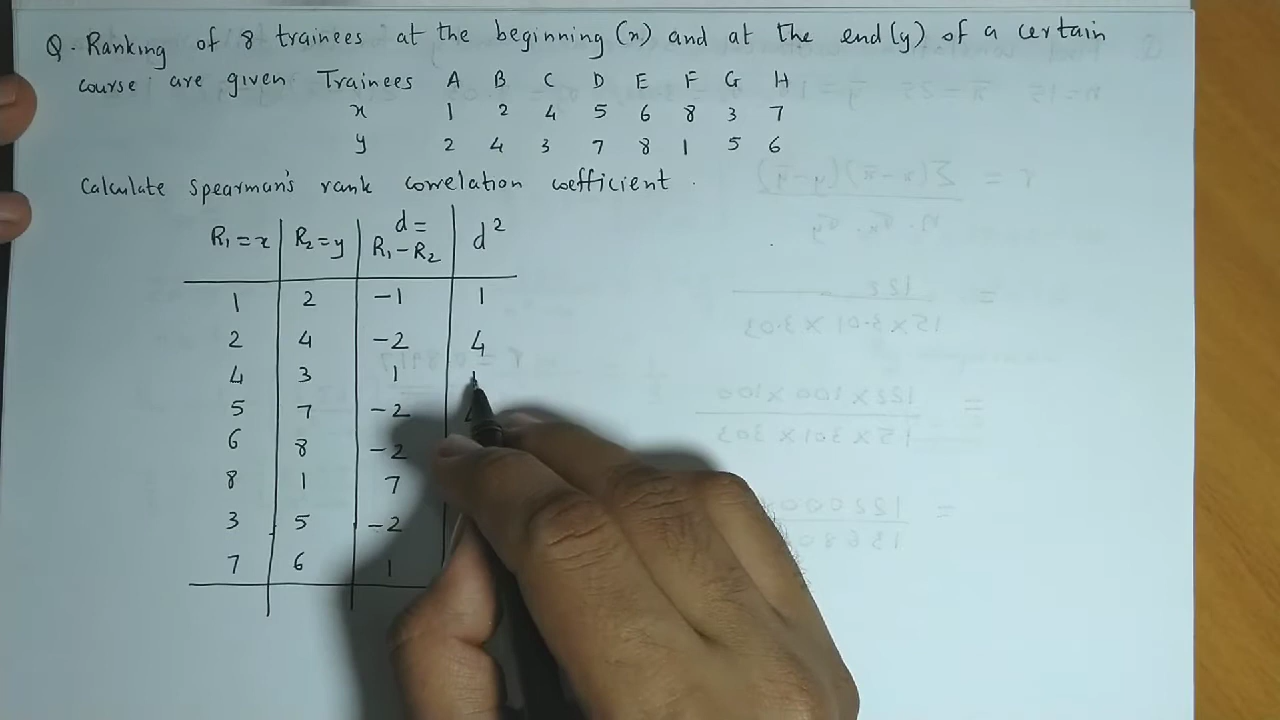 Q. Ranking of 8 trainees at the beginning (x) and at the end (y) of a certain
course are given Trainees A B C D E F G H
x 1 2 4 5 6 8 3 7
y 2 4 3 7 8 1 5 6
Calculate Spearman's rank correlation coefficient.
R₁ = x R₂ = y d = R₁ - R₂ d²
1 2 -1 1
2 4 -2 4
4 3 1 1
5 7 -2
6 8 -2
8 1 7
3 5 -2
7 6 1